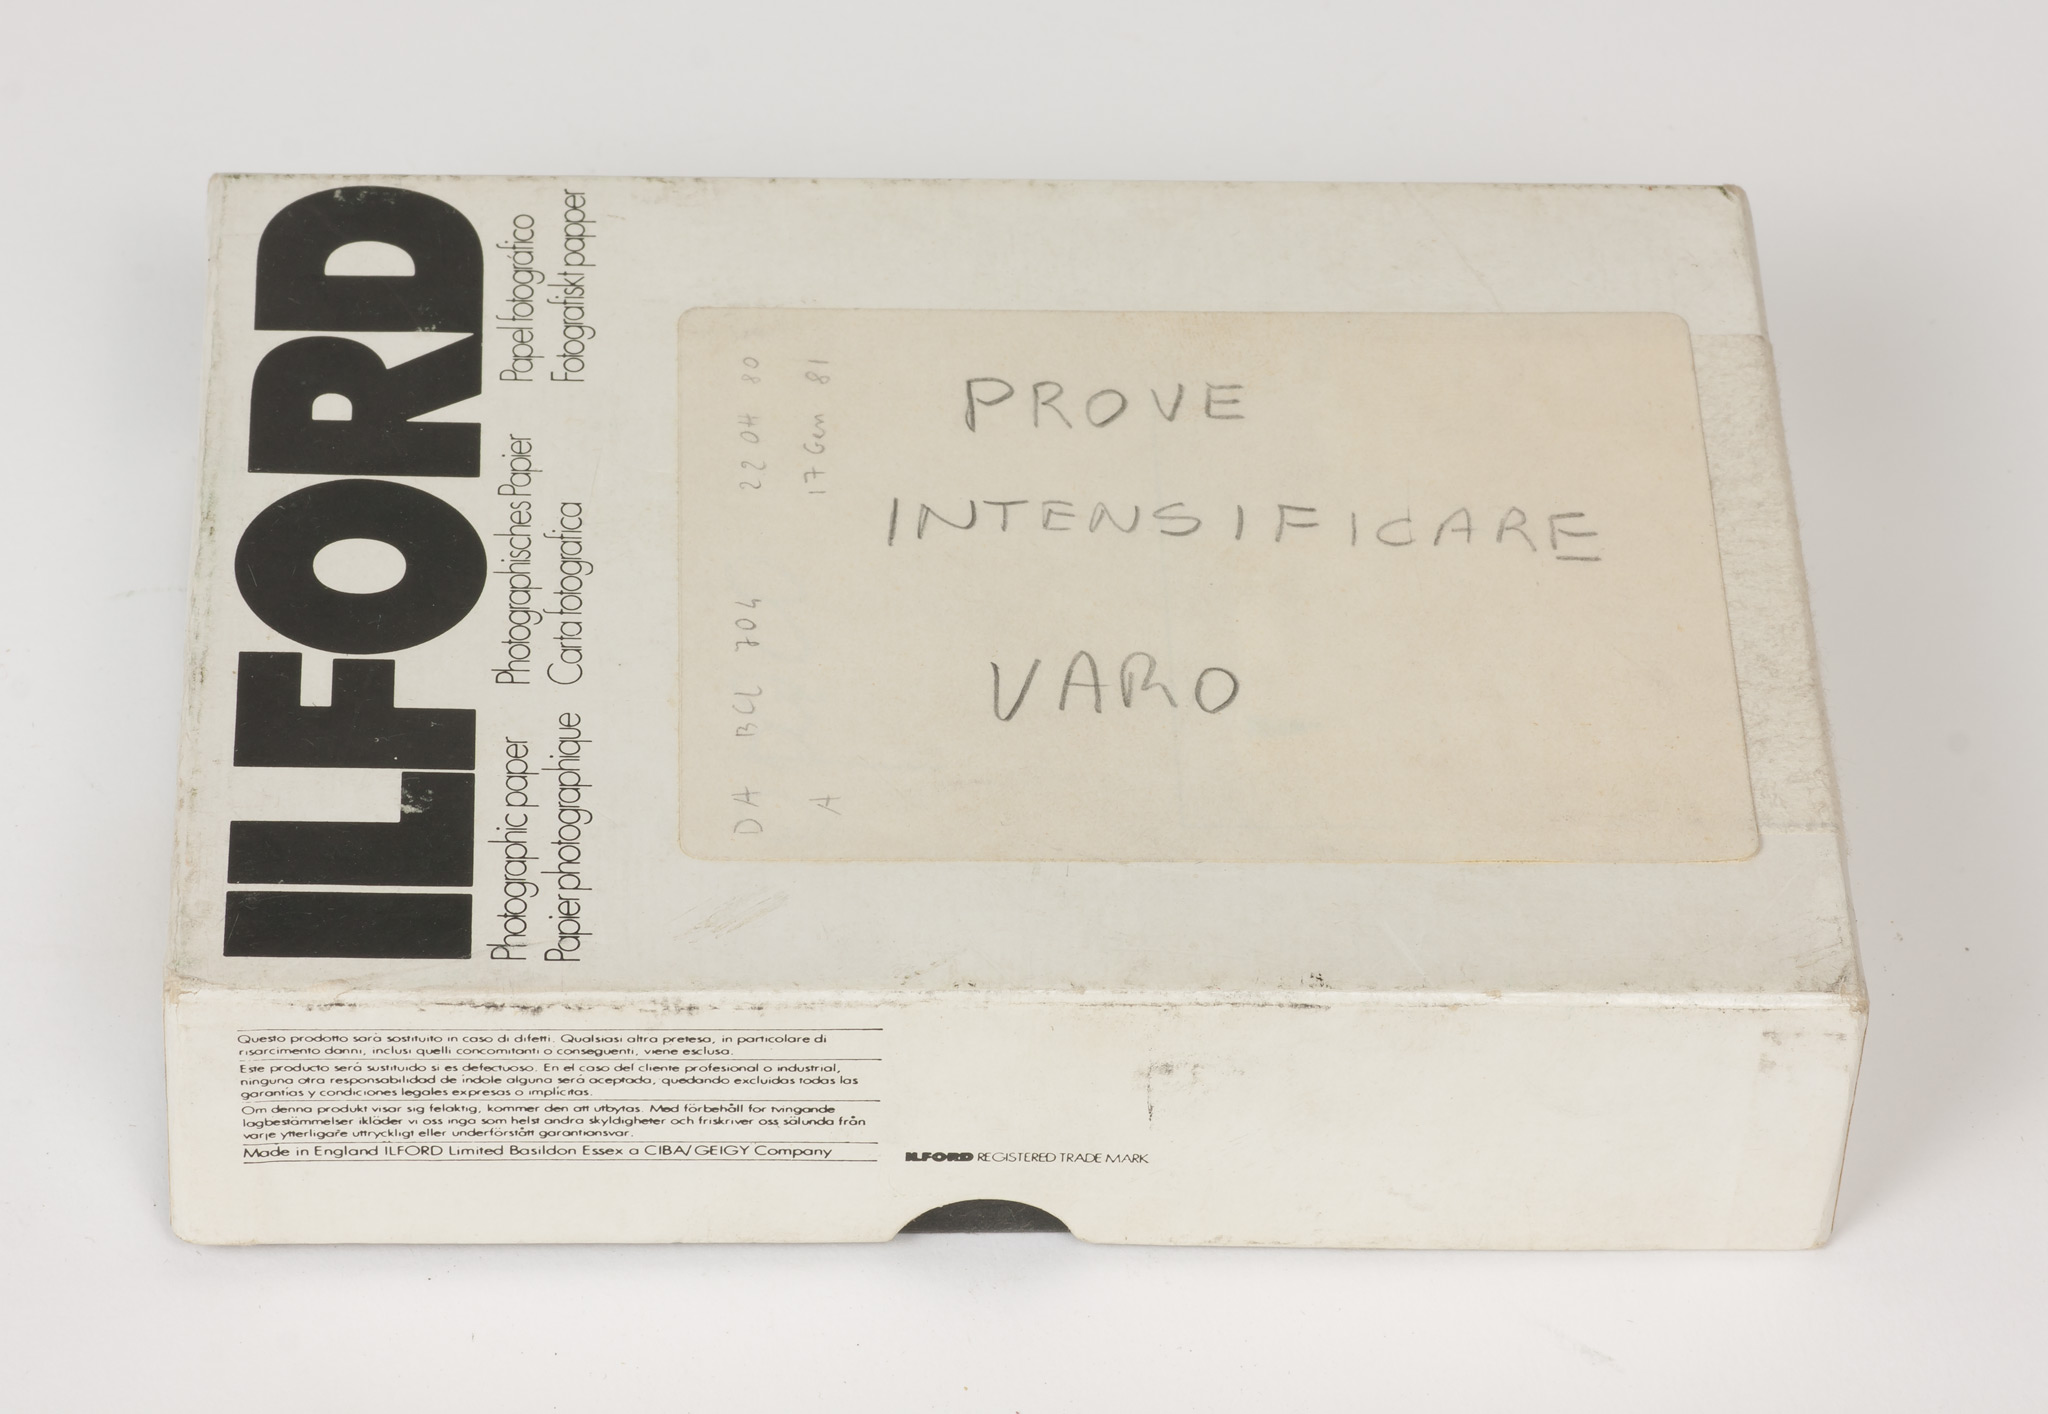 ILFORD
Photographic paper Photographisches Papier Papel fotográfico
Papier photographique Carta fotografica Fotografiskt papper
DA BCL 704 22 OH 80
A 17 Gen 81
PROVE
INTENSIFICARE
VARO
Questo prodotto sarà sostituito in caso di difetti. Qualsiasi altra pretesa, in particolare di
risarcimento danni, inclusi quelli concomitanti o conseguenti, viene esclusa.
Este producto será sustituido si es defectuoso. En el caso del cliente profesional o industrial,
ninguna otra responsabilidad de indole alguna será aceptada, quedando excluidas todas las
garantias y condiciones legales expresas o implícitas.
Om denna produkt visar sig felaktig, kommer den att utbytas. Med förbehåll for tvingande
lagbestämmelser ikläder vi oss inga som helst andra skyldigheter och friskriver oss sälunda från
varje ytterligare uttryckligt eller underförstått garantiansvar.
Made in England ILFORD Limited Basildon Essex a CIBA/GEIGY Company
ILFORD REGISTERED TRADE MARK